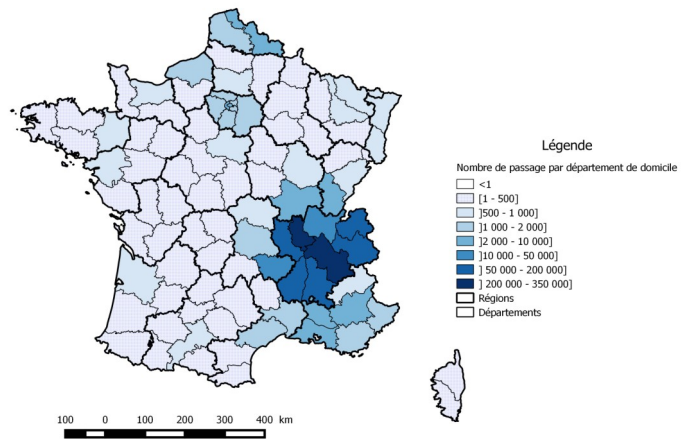 Légende
Nombre de passage par département de domicile
<1
[1 - 500]
]500 - 1 000]
]1 000 - 2 000]
]2 000 - 10 000]
]10 000 - 50 000]
] 50 000 - 200 000]
] 200 000 - 350 000]
Régions
Départements
100 0 100 200 300 400 km